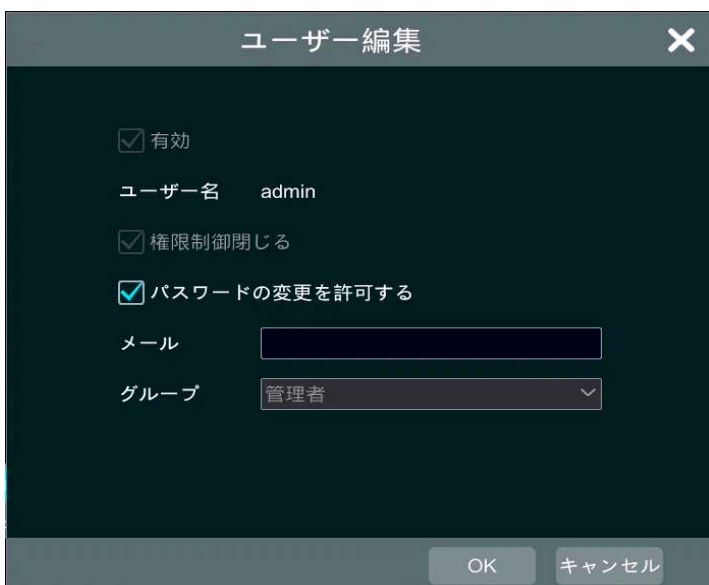 ユーザー編集
有効
ユーザー名 admin
権限制御閉じる
パスワードの変更を許可する
メール
グループ 管理者
OK キャンセル